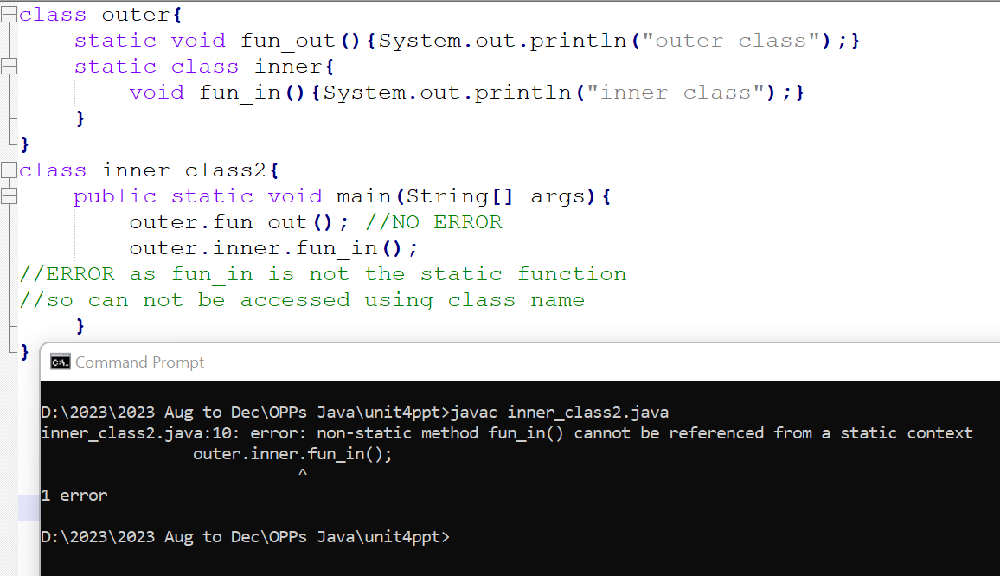 class outer{
static void fun_out(){System.out.println("outer class");}
static class inner{
void fun_in(){System.out.println("inner class");}
}
}
class inner_class2{
public static void main(String[] args){
outer.fun_out(); //NO ERROR
outer.inner.fun_in();
//ERROR as fun_in is not the static function
//so can not be accessed using class name
}
}
C:\.
Command Prompt
D:\2023\2023 Aug to Dec\OPPs Java\unit4ppt>javac inner_class2.java
inner_class2.java:10: error: non-static method fun_in() cannot be referenced from a static context
outer.inner.fun_in();
^
1 error
D:\2023\2023 Aug to Dec\OPPs Java\unit4ppt>